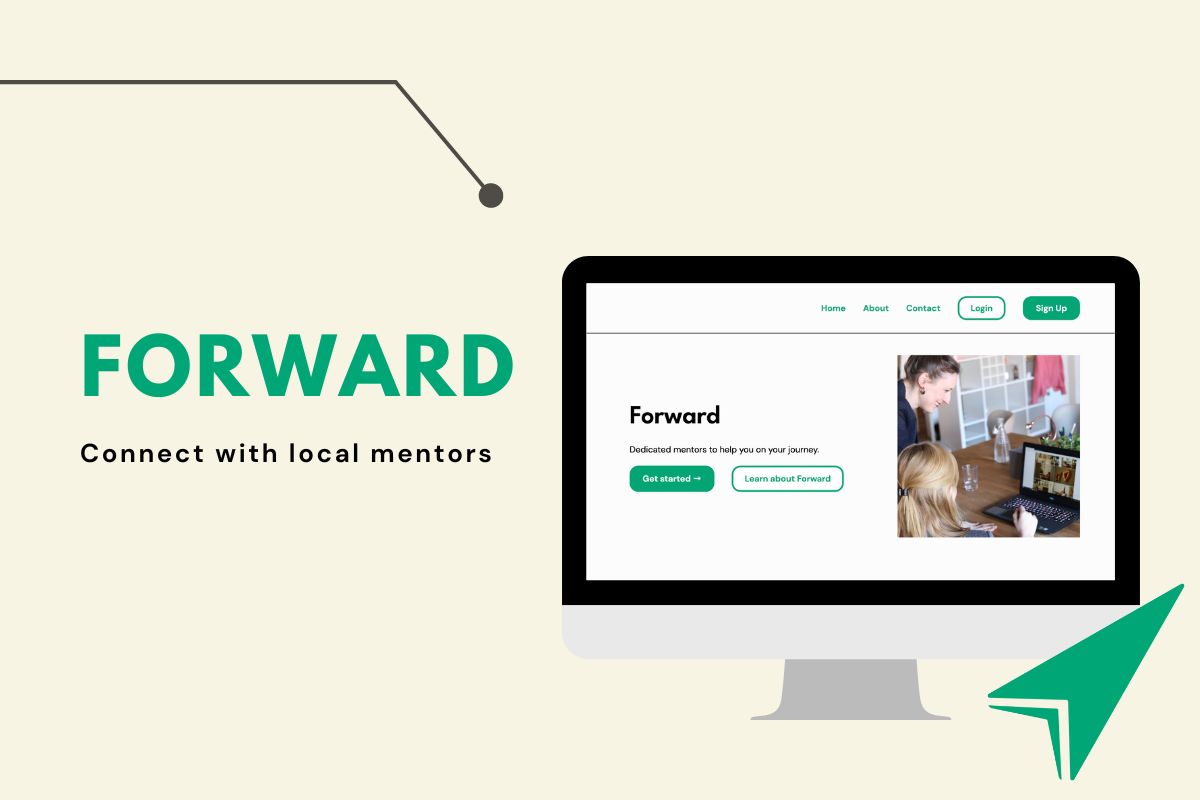 FORWARD
Connect with local mentors
Home About Contact Login Sign Up
Forward
Dedicated mentors to help you on your journey.
Get started → Learn about Forward